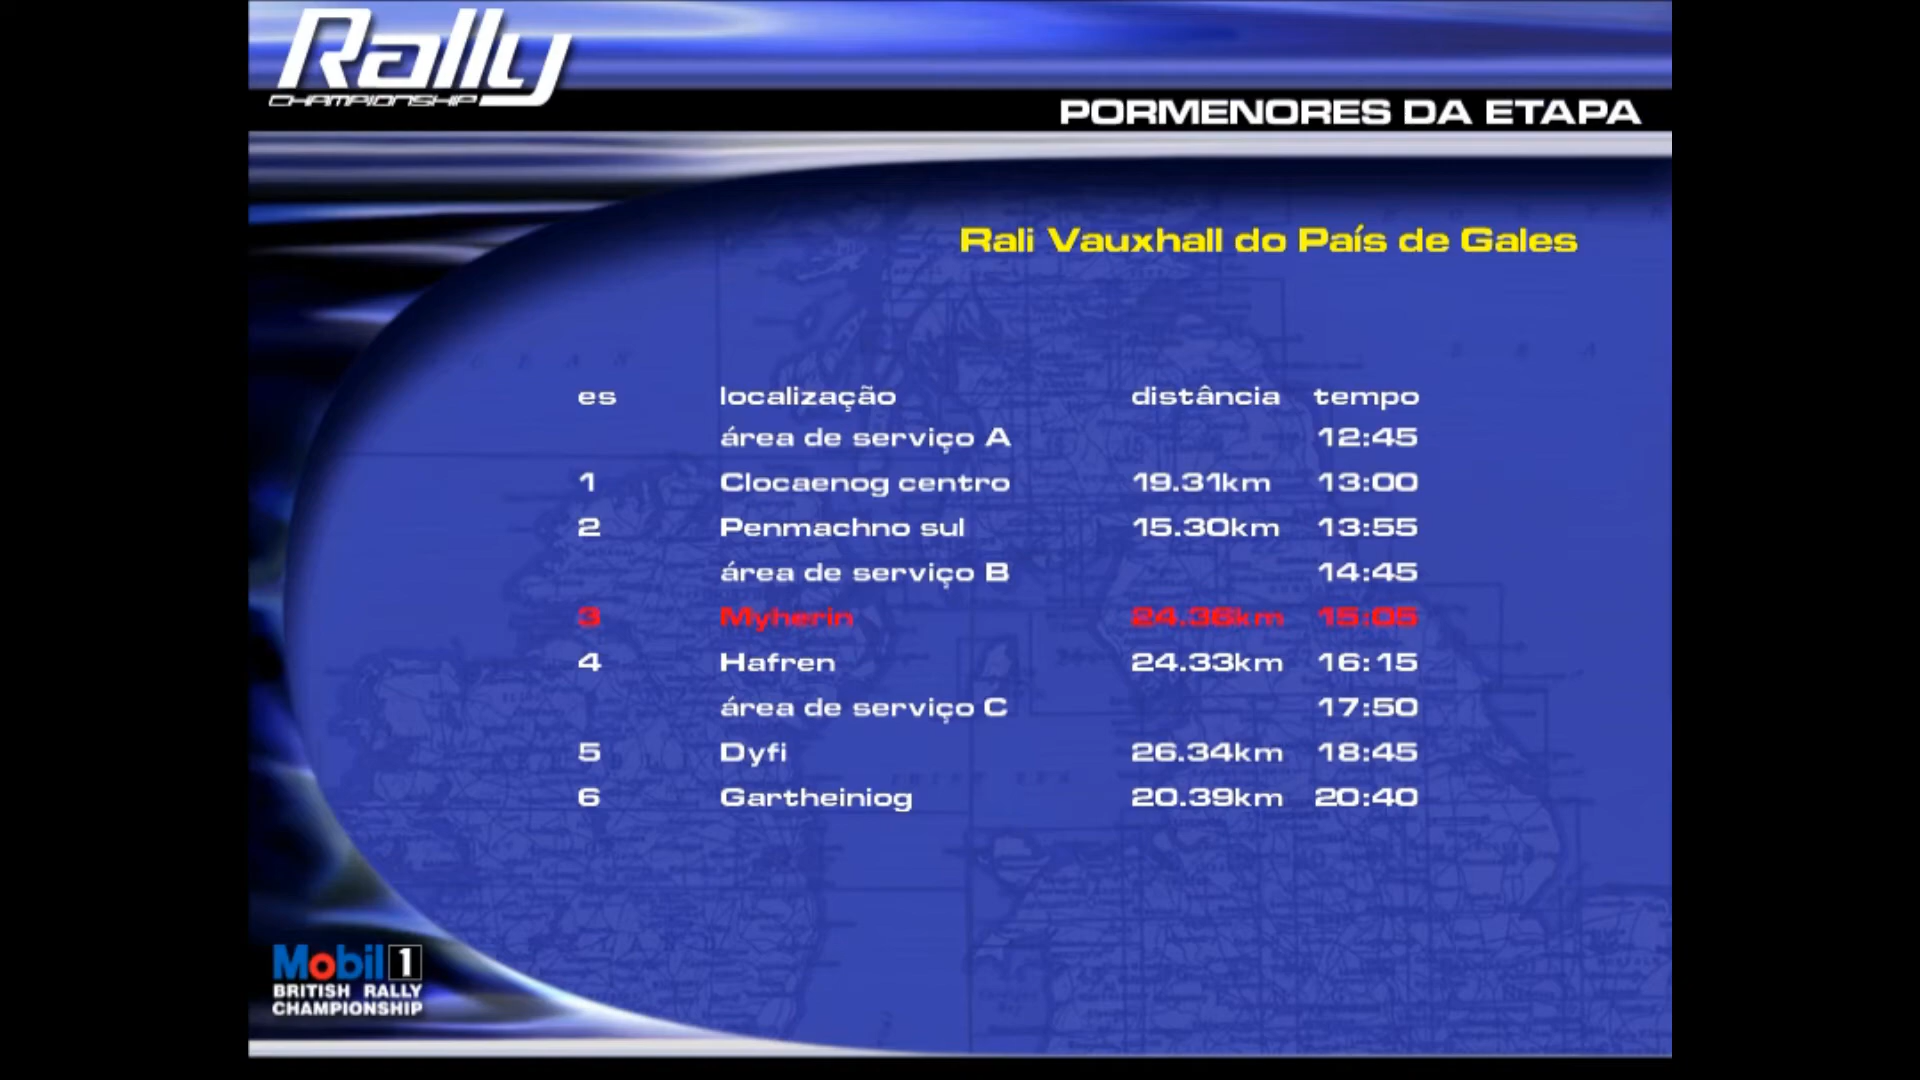 Rally
CHAMPIONSHIP
PORMENORES DA ETAPA
Rali Vauxhall do País de Gales
es localização distância tempo
área de serviço A 12:45
1 Clocaenog centro 19.31km 13:00
2 Penmachno sul 15.30km 13:55
área de serviço B 14:45
3 Myherin 24.36km 15:05
4 Hafren 24.33km 16:15
área de serviço C 17:50
5 Dyfi 26.34km 18:45
6 Gartheiniog 20.39km 20:40
Mobil 1
BRITISH RALLY
CHAMPIONSHIP